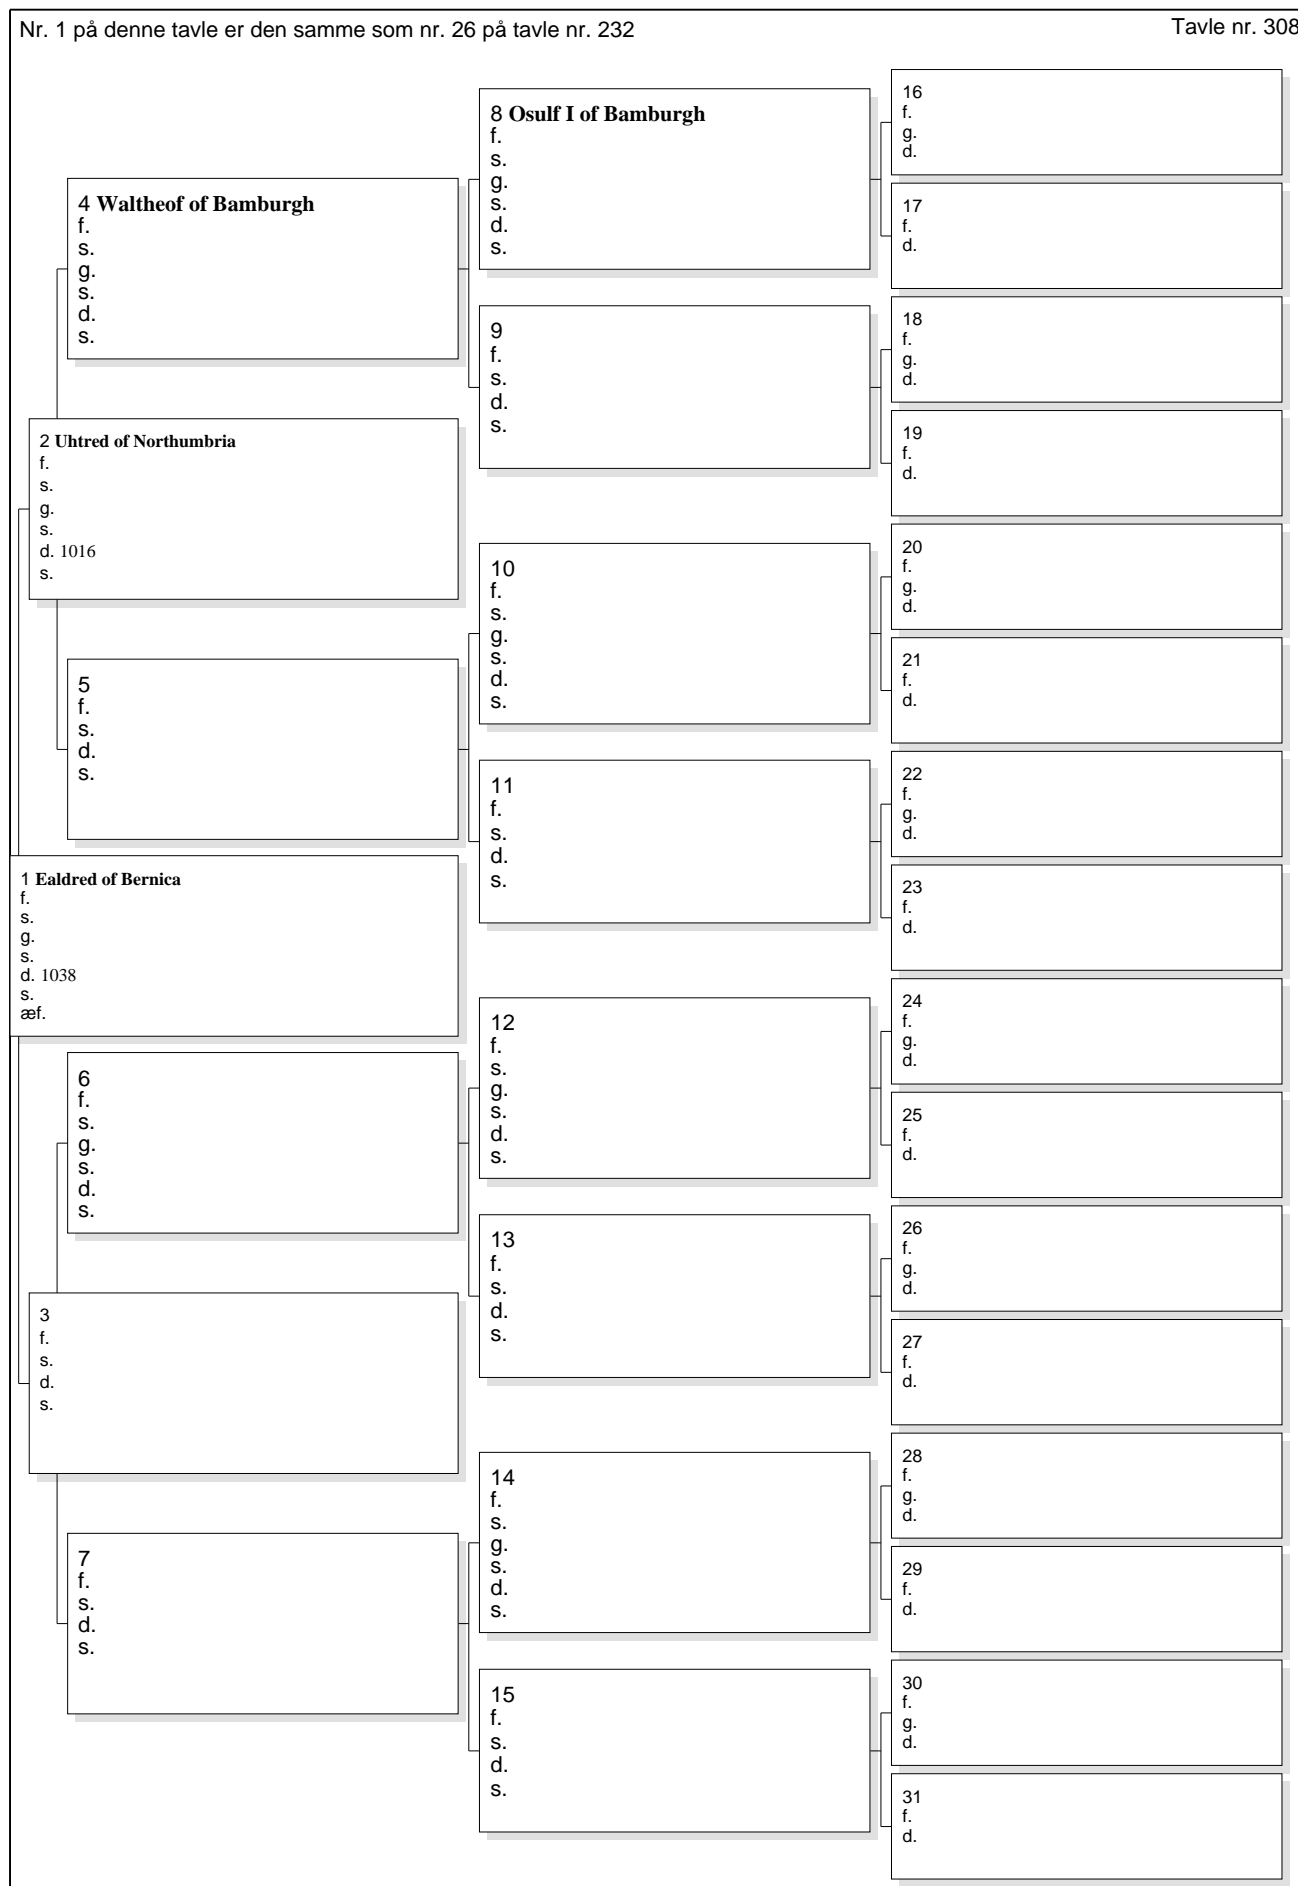 Nr. 1 på denne tavle er den samme som nr. 26 på tavle nr. 232
Tavle nr. 308
8 Osulf I of Bamburgh
f.
s.
g.
s.
d.
s.
4 Waltheof of Bamburgh
f.
s.
g.
s.
d.
s.
9
f.
s.
d.
s.
2 Uhtred of Northumbria
f.
s.
g.
s.
d. 1016
s.
10
f.
s.
g.
s.
d.
s.
5
f.
s.
d.
s.
11
f.
s.
d.
s.
1 Ealdred of Bernica
f.
s.
g.
s.
d. 1038
s.
æf.
12
f.
s.
g.
s.
d.
s.
6
f.
s.
g.
s.
d.
s.
13
f.
s.
d.
s.
3
f.
s.
d.
s.
14
f.
s.
g.
s.
d.
s.
7
f.
s.
d.
s.
15
f.
s.
d.
s.
16
f.
g.
d.
17
f.
d.
18
f.
g.
d.
19
f.
d.
20
f.
g.
d.
21
f.
d.
22
f.
g.
d.
23
f.
d.
24
f.
g.
d.
25
f.
d.
26
f.
g.
d.
27
f.
d.
28
f.
g.
d.
29
f.
d.
30
f.
g.
d.
31
f.
d.